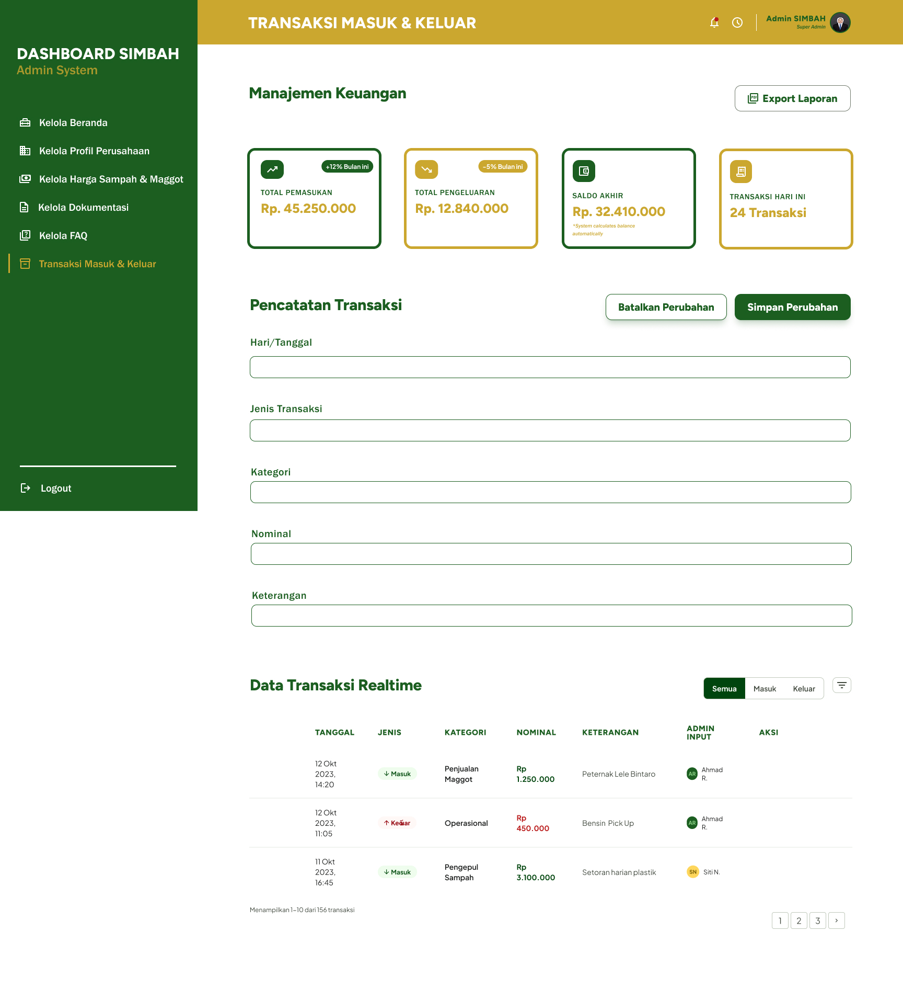 DASHBOARD SIMBAH
Admin System
Kelola Beranda
Kelola Profil Perusahaan
Kelola Harga Sampah & Maggot
Kelola Dokumentasi
Kelola FAQ
Transaksi Masuk & Keluar
Logout
TRANSAKSI MASUK & KELUAR
Admin SIMBAH
Super Admin
Manajemen Keuangan
PDF
Export Laporan
+12% Bulan ini
TOTAL PEMASUKAN
Rp. 45.250.000
-5% Bulan ini
TOTAL PENGELUARAN
Rp. 12.840.000
SALDO AKHIR
Rp. 32.410.000
*System calculates balance
automatically
TRANSAKSI HARI INI
24 Transaksi
Pencatatan Transaksi
Batalkan Perubahan
Simpan Perubahan
Hari/Tanggal
Jenis Transaksi
Kategori
Nominal
Keterangan
Data Transaksi Realtime
Semua Masuk Keluar
TANGGAL JENIS KATEGORI NOMINAL KETERANGAN ADMIN INPUT AKSI
12 Okt
2023,
14:20
↓ Masuk
Penjualan
Maggot
Rp
1.250.000
Peternak Lele Bintaro
AR
Ahmad
R.
12 Okt
2023,
11:05
↑
Operasional
Rp
450.000
Bensin Pick Up
AR
Ahmad
R.
11 Okt
2023,
16:45
↓ Masuk
Pengepul
Sampah
Rp
3.100.000
Setoran harian plastik
SN
Siti N.
Menampilkan 1-10 dari 156 transaksi
1 2 3 >